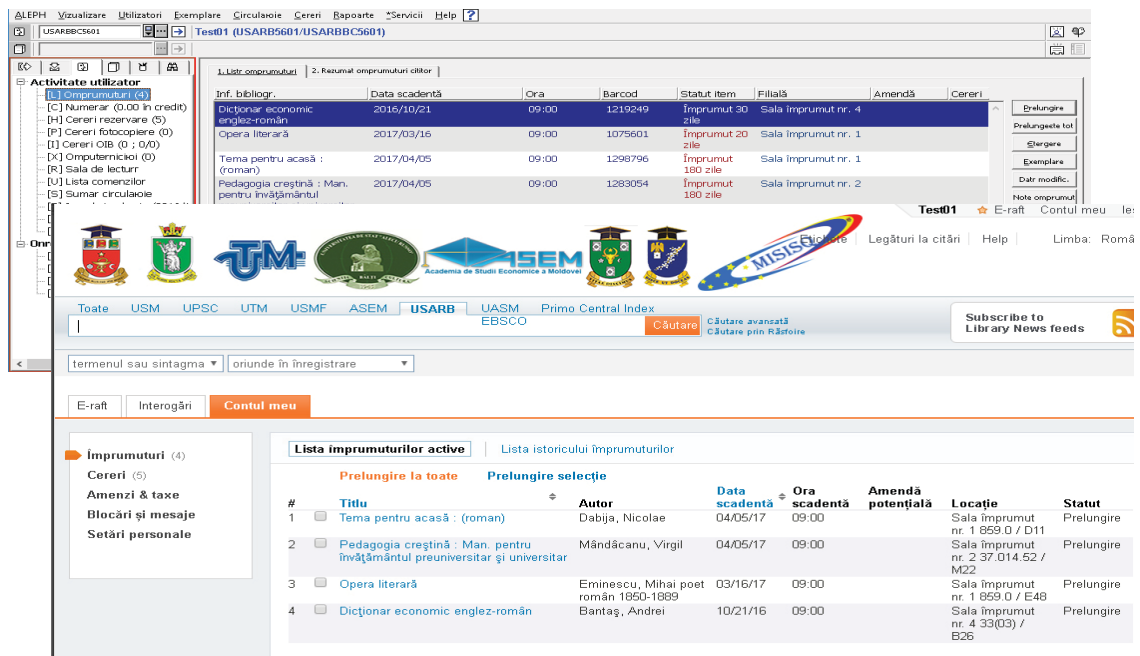 ALEPH Vizualizare Utilizatori Exemplare Circulaoie Cereri Rapoarte *Servicii Help ?
USARBBC5601 Test01 (USARB5601/USARBBC5601)
Activitate utilizator
[L] Omprumuturi (4)
[C] Numerar (0.00 în credit)
[H] Cereri rezervare (5)
[P] Cereri fotocopiere (0)
[I] Cereri OIB (0 ; 0/0)
[X] Omputerniciюi (0)
[R] Sala de lecturr
[U] Lista comenzilor
[S] Sumar circulaoie
1. Listr omprumuturi 2. Rezumat omprumuturi cititor
Inf. bibliogr. Data scadentă Ora Barcod Statut item Filială Amendă Cereri
Dicționar economic 2016/10/21 09:00 1219249 Împrumut 30 Sala împrumut nr. 4
englez-român zile
Opera literară 2017/03/16 09:00 1075601 Împrumut 20 Sala împrumut nr. 1
zile
Tema pentru acasă : 2017/04/05 09:00 1298796 Împrumut Sala împrumut nr. 1
(roman) 180 zile
Pedagogia creştină : Man. 2017/04/05 09:00 1283054 Împrumut Sala împrumut nr. 2
pentru învăţământul 180 zile
Prelungire
Prelungeste tot
Stergere
Exemplare
Datr modific.
Note omprumut
Test01 E-raft Contul meu Ieș
UTM
ASEM
Academia de Studii Economice a Moldovei
MISISQ
Etichete Legături la citări Help Limba: Româ
Toate USM UPSC UTM USMF ASEM USARB UASM Primo Central Index
EBSCO
Căutare
Căutare avansată
Căutare prin Răsfoire
Subscribe to
Library News feeds
termenul sau sintagma oriunde în înregistrare
E-raft Interogări Contul meu
Împrumuturi (4)
Cereri (5)
Amenzi & taxe
Blocări și mesaje
Setări personale
Lista împrumuturilor active Lista istoricului împrumuturilor
Prelungire la toate Prelungire selecție
# Titlu Autor Data scadentă Ora scadentă Amendă potențială Locație Statut
1 Tema pentru acasă : (roman) Dabija, Nicolae 04/05/17 09:00 Sala împrumut Prelungire
nr. 1 859.0 / D11
2 Pedagogia creştină : Man. pentru Mândâcanu, Virgil 04/05/17 09:00 Sala împrumut Prelungire
învăţământul preuniversitar şi universitar nr. 2 37.014.52 /
M22
3 Opera literară Eminescu, Mihai poet 03/16/17 09:00 Sala împrumut Prelungire
român 1850-1889 nr. 1 859.0 / E48
4 Dicţionar economic englez-român Bantaş, Andrei 10/21/16 09:00 Sala împrumut Prelungire
nr. 4 33(03) /
B26